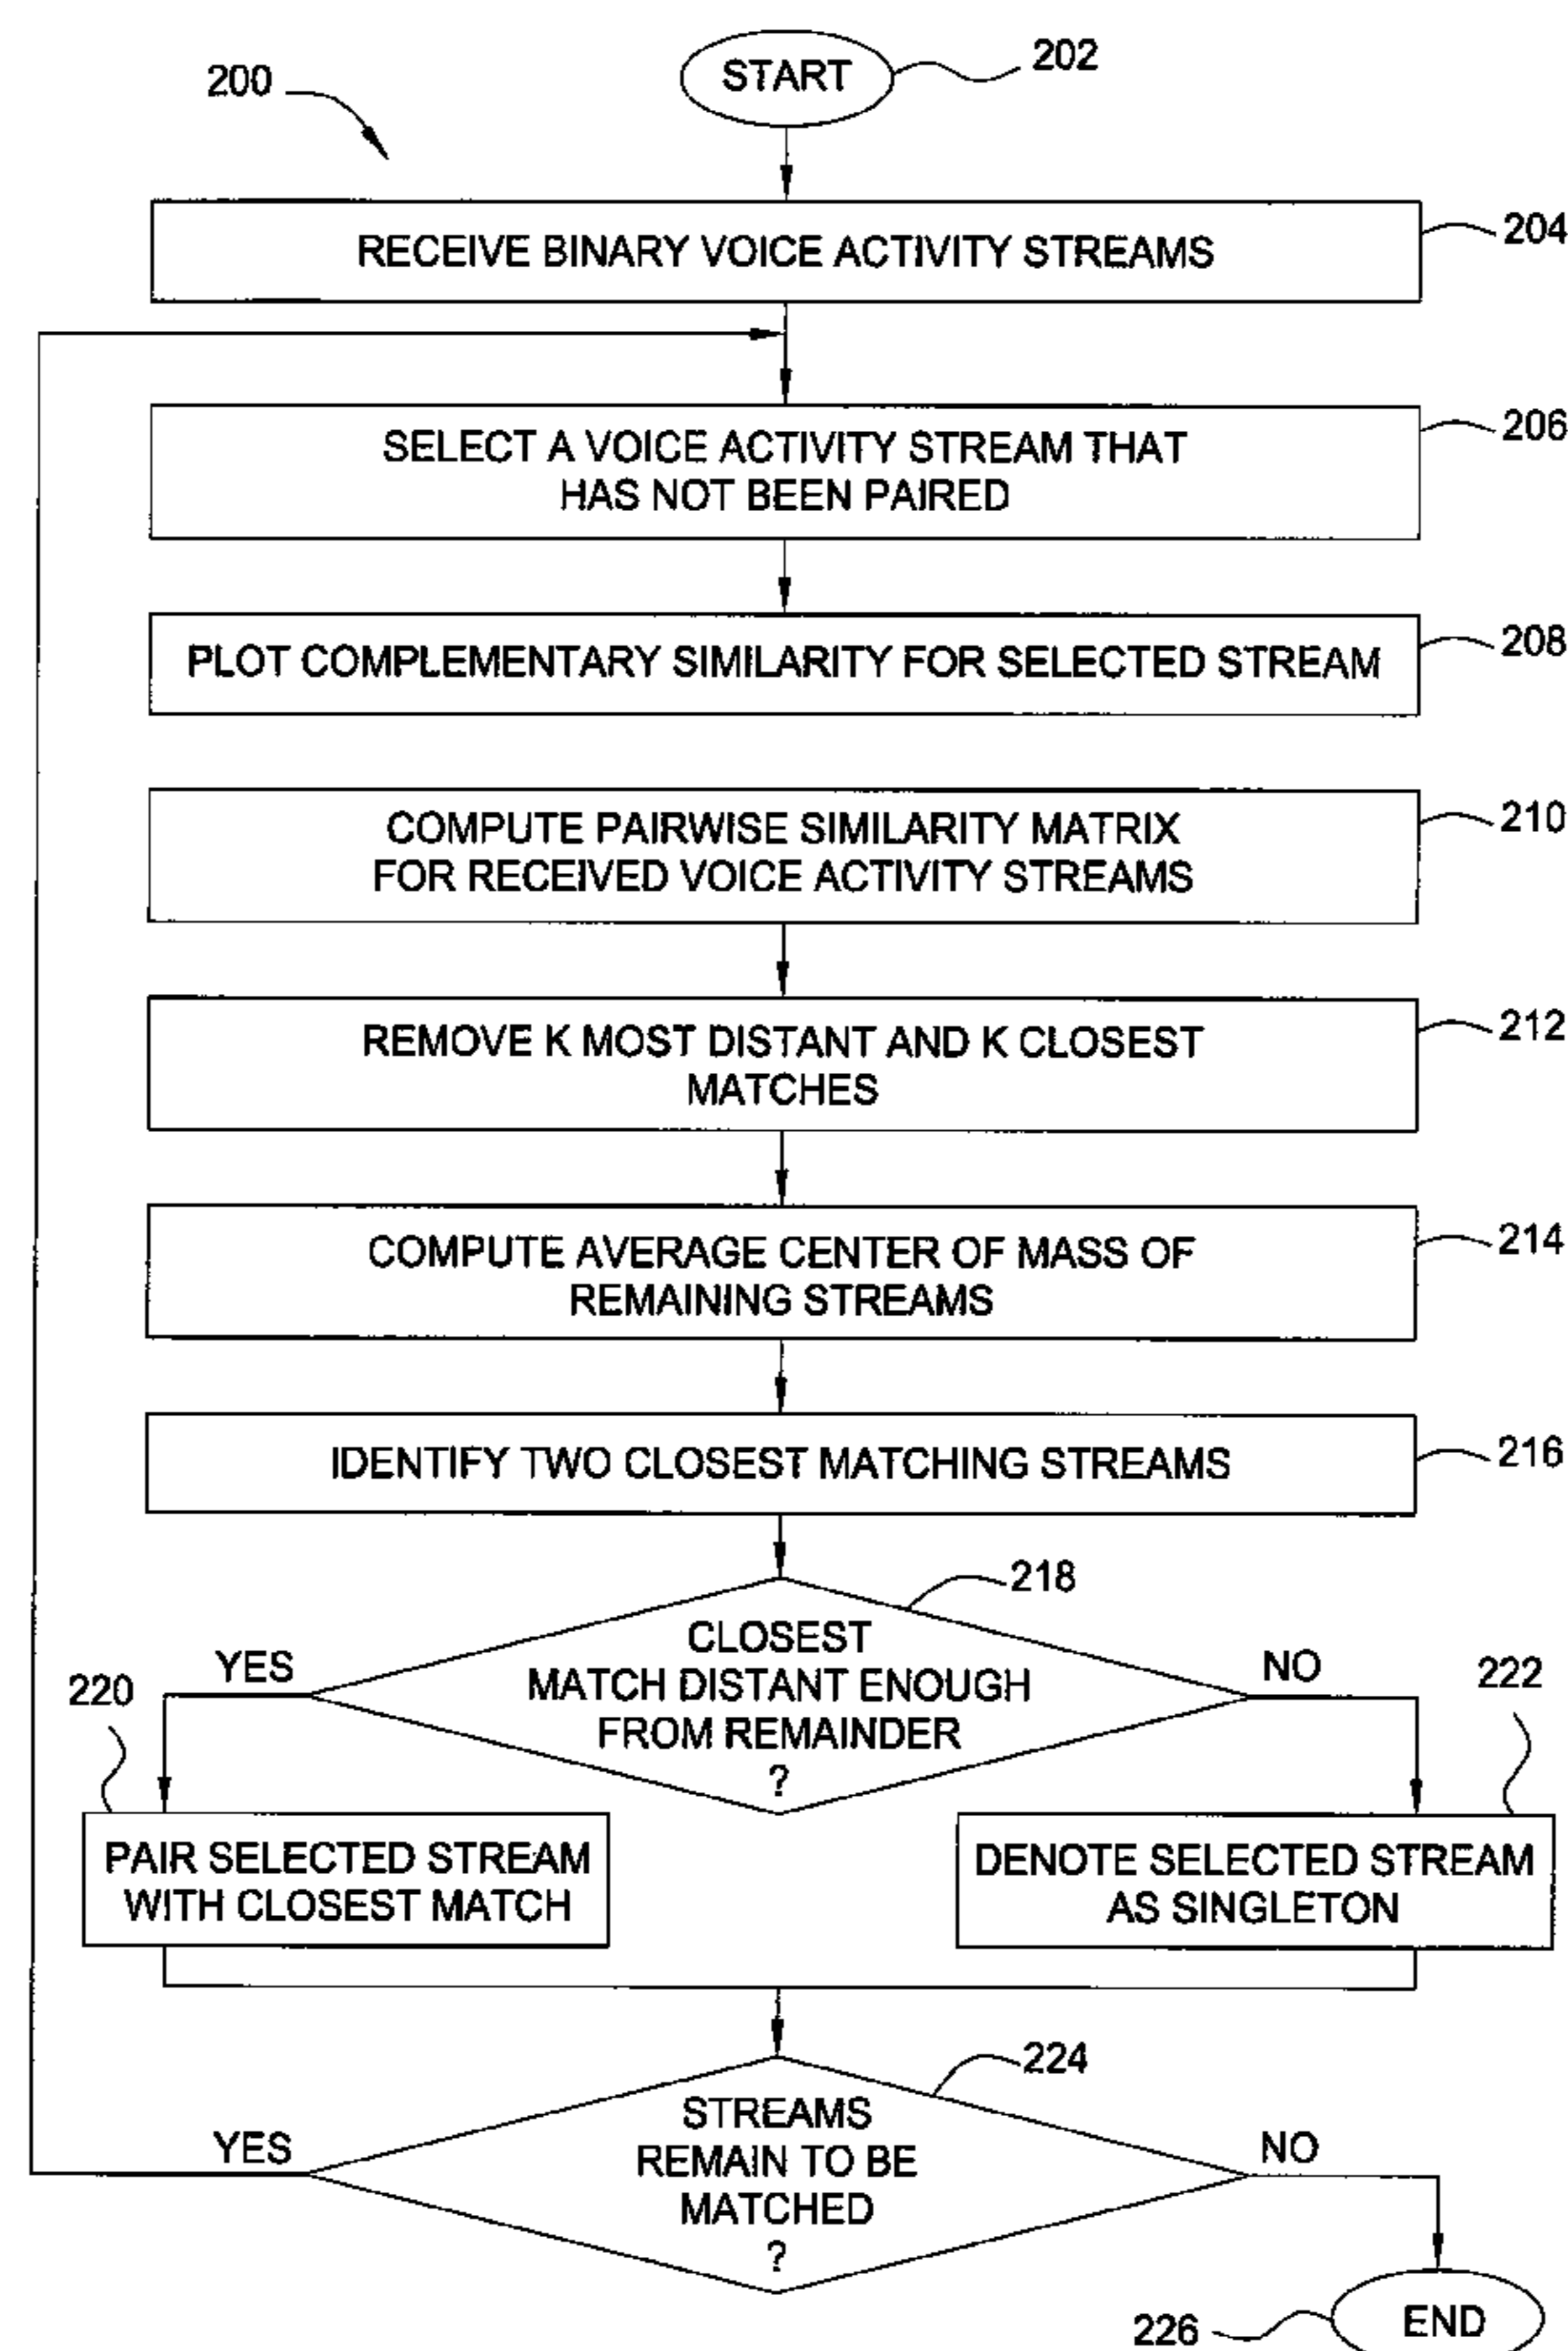 200
START
202
RECEIVE BINARY VOICE ACTIVITY STREAMS
204
SELECT A VOICE ACTIVITY STREAM THAT
HAS NOT BEEN PAIRED
206
PLOT COMPLEMENTARY SIMILARITY FOR SELECTED STREAM
208
COMPUTE PAIRWISE SIMILARITY MATRIX
FOR RECEIVED VOICE ACTIVITY STREAMS
210
REMOVE K MOST DISTANT AND K CLOSEST
MATCHES
212
COMPUTE AVERAGE CENTER OF MASS OF
REMAINING STREAMS
214
IDENTIFY TWO CLOSEST MATCHING STREAMS
216
218
CLOSEST
MATCH DISTANT ENOUGH
FROM REMAINDER
?
YES
NO
220
222
PAIR SELECTED STREAM
WITH CLOSEST MATCH
DENOTE SELECTED STREAM
AS SINGLETON
224
STREAMS
REMAIN TO BE
MATCHED
?
YES
NO
226
END